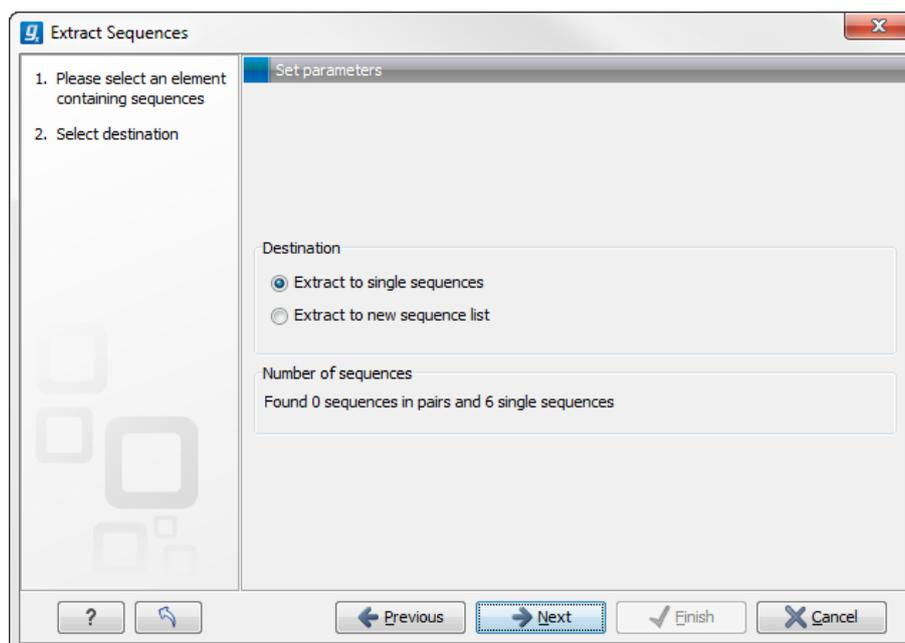 Extract Sequences
1. Please select an element
containing sequences
2. Select destination
Set parameters
Destination
Extract to single sequences
Extract to new sequence list
Number of sequences
Found 0 sequences in pairs and 6 single sequences
?
Previous
Next
Finish
Cancel